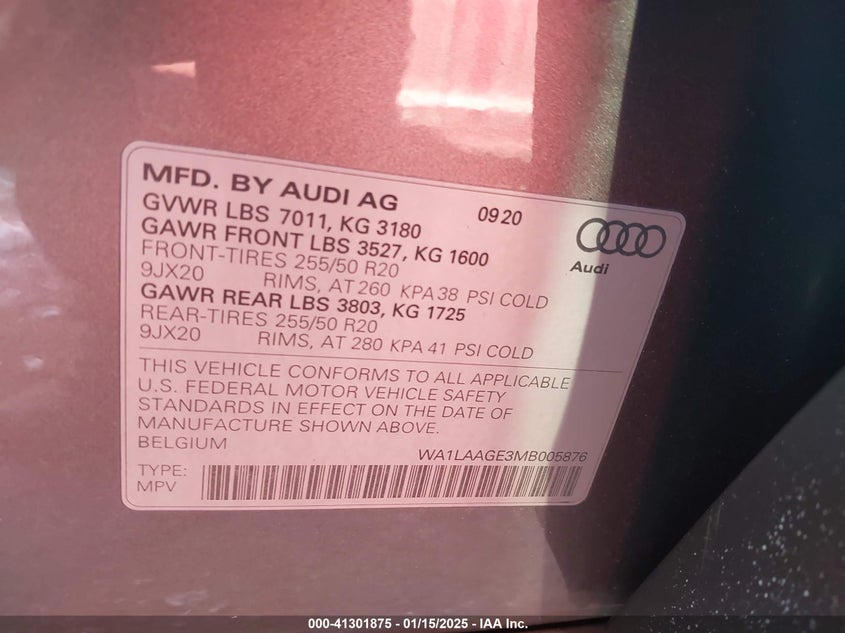 MFD. BY AUDI AG 09 20
GVWR LBS 7011, KG 3180
GAWR FRONT LBS 3527, KG 1600
FRONT-TIRES 255/50 R20
9JX20 RIMS, AT 260 KPA 38 PSI COLD
GAWR REAR LBS 3803, KG 1725
REAR-TIRES 255/50 R20
9JX20 RIMS, AT 280 KPA 41 PSI COLD
Audi
THIS VEHICLE CONFORMS TO ALL APPLICABLE
U.S. FEDERAL MOTOR VEHICLE SAFETY
STANDARDS IN EFFECT ON THE DATE OF
MANUFACTURE SHOWN ABOVE.
BELGIUM WA1LAAGE3MB005876
TYPE:
MPV
000-41301875 - 01/15/2025 - IAA Inc.